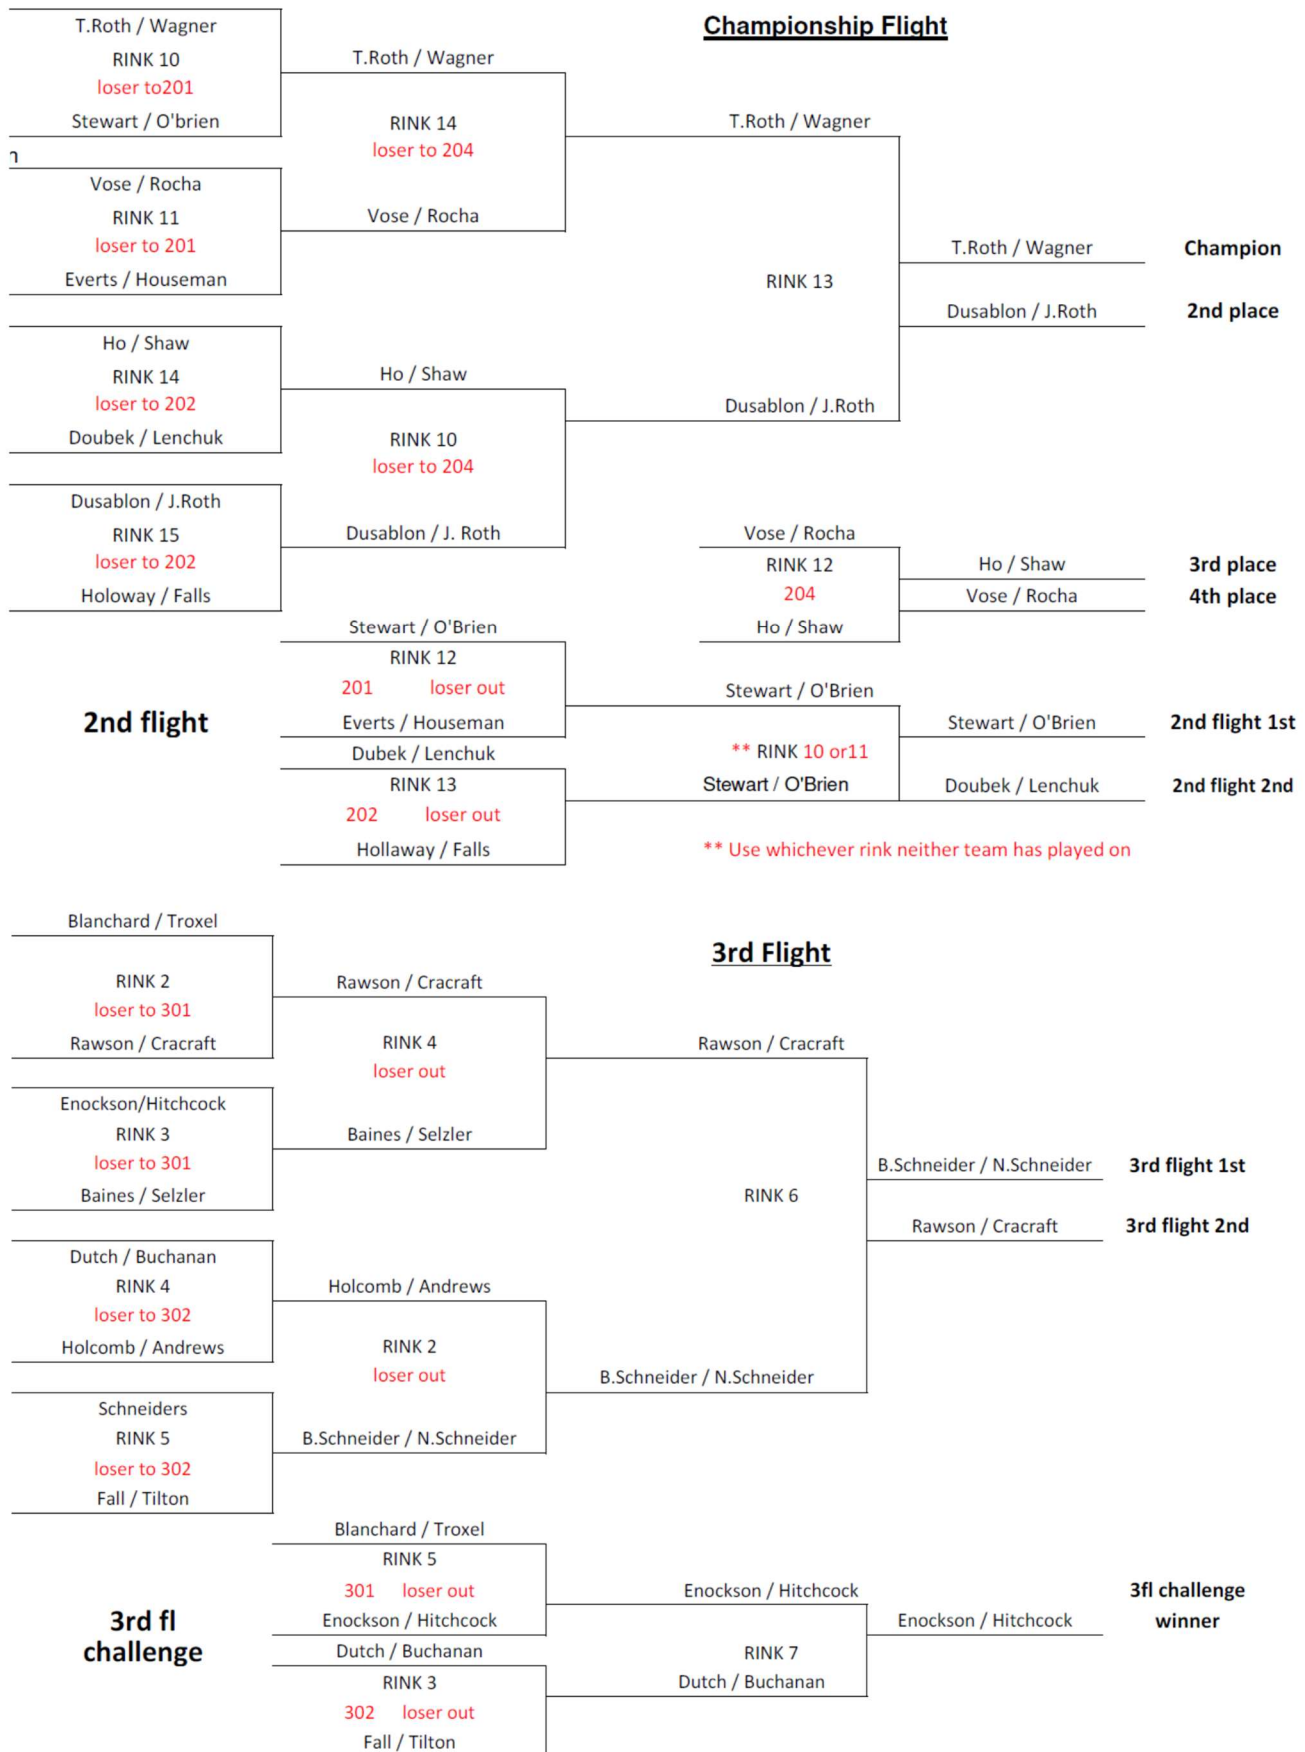 Championship Flight
T.Roth / Wagner
RINK 10
loser to201
Stewart / O'brien
n
Vose / Rocha
RINK 11
loser to 201
Everts / Houseman
Ho / Shaw
RINK 14
loser to 202
Doubek / Lenchuk
Dusablon / J.Roth
RINK 15
loser to 202
Holoway / Falls
T.Roth / Wagner
RINK 14
loser to 204
Vose / Rocha
Ho / Shaw
RINK 10
loser to 204
Dusablon / J. Roth
T.Roth / Wagner
RINK 13
Dusablon / J.Roth
T.Roth / Wagner Champion
Dusablon / J.Roth 2nd place
Vose / Rocha
RINK 12
204
Ho / Shaw
Ho / Shaw 3rd place
Vose / Rocha 4th place
2nd flight
Stewart / O'Brien
RINK 12
201 loser out
Everts / Houseman
Dubek / Lenchuk
RINK 13
202 loser out
Hollaway / Falls
Stewart / O'Brien
** RINK 10 or11
Stewart / O'Brien
Stewart / O'Brien 2nd flight 1st
Doubek / Lenchuk 2nd flight 2nd
** Use whichever rink neither team has played on
3rd Flight
Blanchard / Troxel
RINK 2
loser to 301
Rawson / Cracraft
Enockson/Hitchcock
RINK 3
loser to 301
Baines / Selzler
Dutch / Buchanan
RINK 4
loser to 302
Holcomb / Andrews
Schneiders
RINK 5
loser to 302
Fall / Tilton
Rawson / Cracraft
RINK 4
loser out
Baines / Selzler
Holcomb / Andrews
RINK 2
loser out
B.Schneider / N.Schneider
Rawson / Cracraft
RINK 6
B.Schneider / N.Schneider
B.Schneider / N.Schneider 3rd flight 1st
Rawson / Cracraft 3rd flight 2nd
3rd fl
challenge
Blanchard / Troxel
RINK 5
301 loser out
Enockson / Hitchcock
Dutch / Buchanan
RINK 3
302 loser out
Fall / Tilton
Enockson / Hitchcock
RINK 7
Dutch / Buchanan
Enockson / Hitchcock
3fl challenge
winner